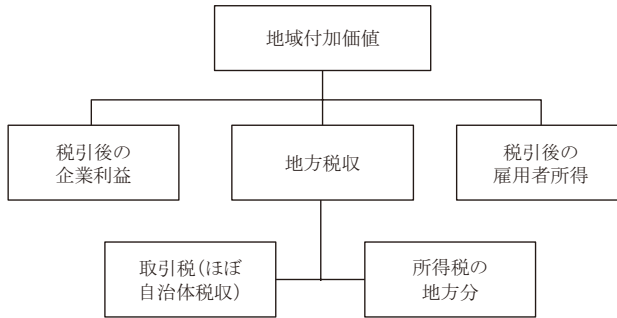 地域付加価値
税引後の
企業利益
地方税収
税引後の
雇用者所得
取引税(ほぼ
自治体税収)
所得税の
地方分